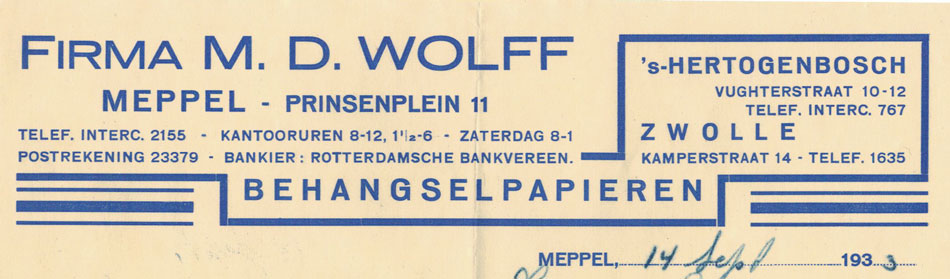 FIRMA M. D. WOLFF
MEPPEL - PRINSENPLEIN 11
TELEF. INTERC. 2155 - KANTOORUREN 8-12, 1½-6 - ZATERDAG 8-1
POSTREKENING 23379 - BANKIER: ROTTERDAMSCHE BANKVEREEN.
's-HERTOGENBOSCH
VUGHTERSTRAAT 10-12
TELEF. INTERC. 767
ZWOLLE
KAMPERSTRAAT 14 - TELEF. 1635
BEHANGSELPAPIEREN
MEPPEL, 14 Sept 1933